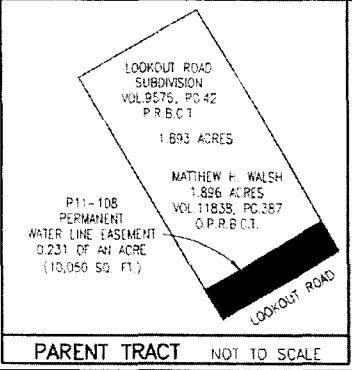 LOOKOUT ROAD
SUBDIVISION
VOL.9575, PG.42
P.R.B.C.T.
1.893 ACRES
MATTHEW H. WALSH
1.896 ACRES
VOL.11838, PG.387
O.P.R.B.C.T.
P11-108
PERMANENT
WATER LINE EASEMENT
0.231 OF AN ACRE
(10,050 SQ. FT.)
LOOKOUT ROAD
PARENT TRACT NOT TO SCALE